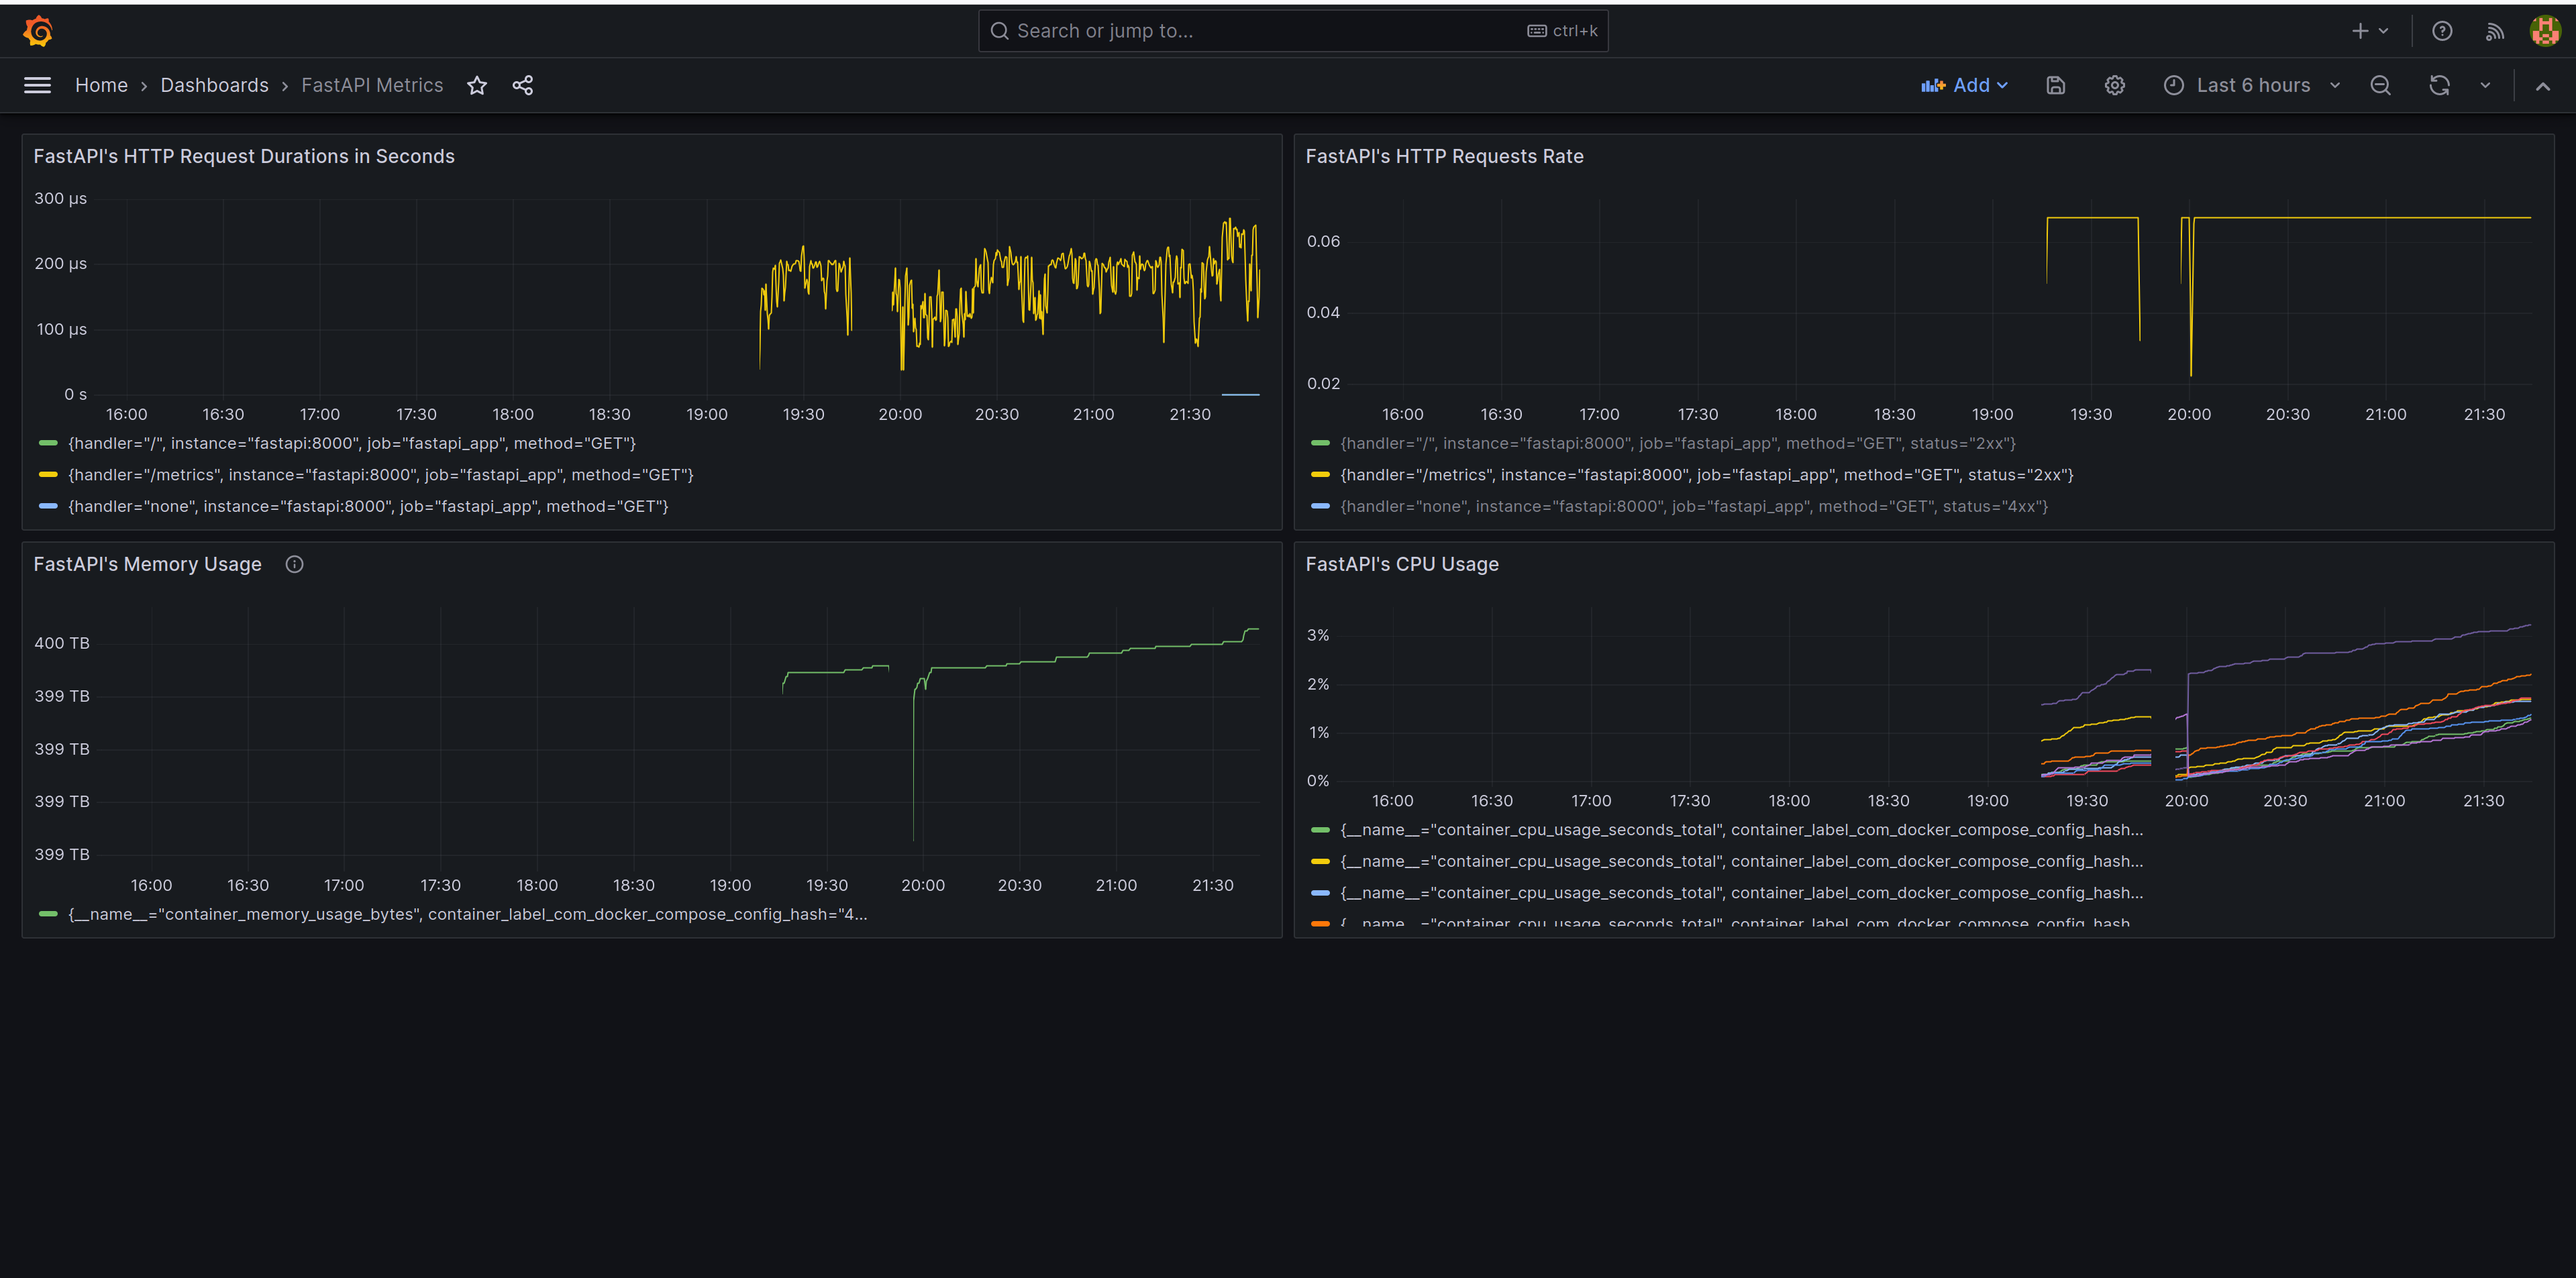 Search or jump to... ctrl+k
Home › Dashboards › FastAPI Metrics
Add
Last 6 hours
FastAPI's HTTP Request Durations in Seconds
300 µs
200 µs
100 µs
0 s
16:00 16:30 17:00 17:30 18:00 18:30 19:00 19:30 20:00 20:30 21:00 21:30
{handler="/", instance="fastapi:8000", job="fastapi_app", method="GET"}
{handler="/metrics", instance="fastapi:8000", job="fastapi_app", method="GET"}
{handler="none", instance="fastapi:8000", job="fastapi_app", method="GET"}
FastAPI's HTTP Requests Rate
0.06
0.04
0.02
16:00 16:30 17:00 17:30 18:00 18:30 19:00 19:30 20:00 20:30 21:00 21:30
{handler="/", instance="fastapi:8000", job="fastapi_app", method="GET", status="2xx"}
{handler="/metrics", instance="fastapi:8000", job="fastapi_app", method="GET", status="2xx"}
{handler="none", instance="fastapi:8000", job="fastapi_app", method="GET", status="4xx"}
FastAPI's Memory Usage
400 TB
399 TB
399 TB
399 TB
399 TB
16:00 16:30 17:00 17:30 18:00 18:30 19:00 19:30 20:00 20:30 21:00 21:30
{__name__="container_memory_usage_bytes", container_label_com_docker_compose_config_hash="4...
FastAPI's CPU Usage
3%
2%
1%
0%
16:00 16:30 17:00 17:30 18:00 18:30 19:00 19:30 20:00 20:30 21:00 21:30
{__name__="container_cpu_usage_seconds_total", container_label_com_docker_compose_config_hash...
{__name__="container_cpu_usage_seconds_total", container_label_com_docker_compose_config_hash...
{__name__="container_cpu_usage_seconds_total", container_label_com_docker_compose_config_hash...
{__name__="container_cpu_usage_seconds_total", container_label_com_docker_compose_config_hash